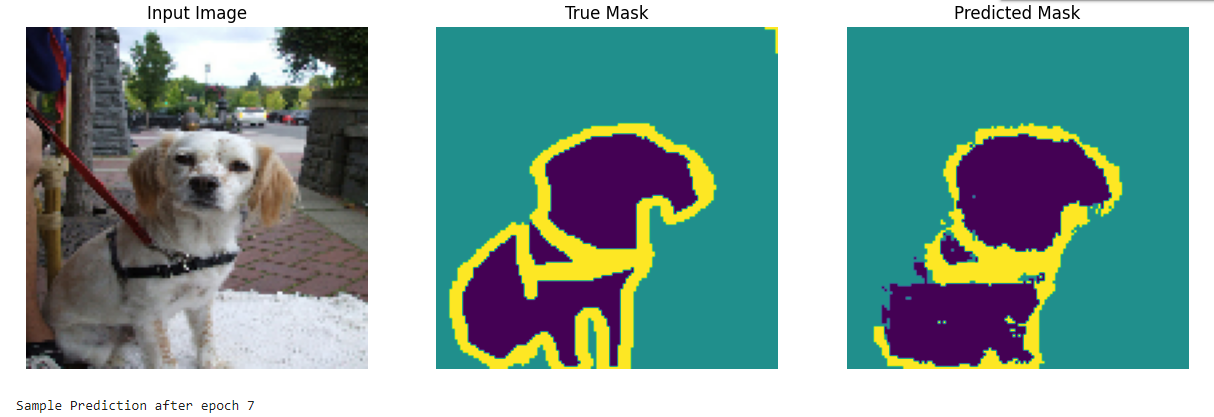 Input Image
True Mask
Predicted Mask
Sample Prediction after epoch 7